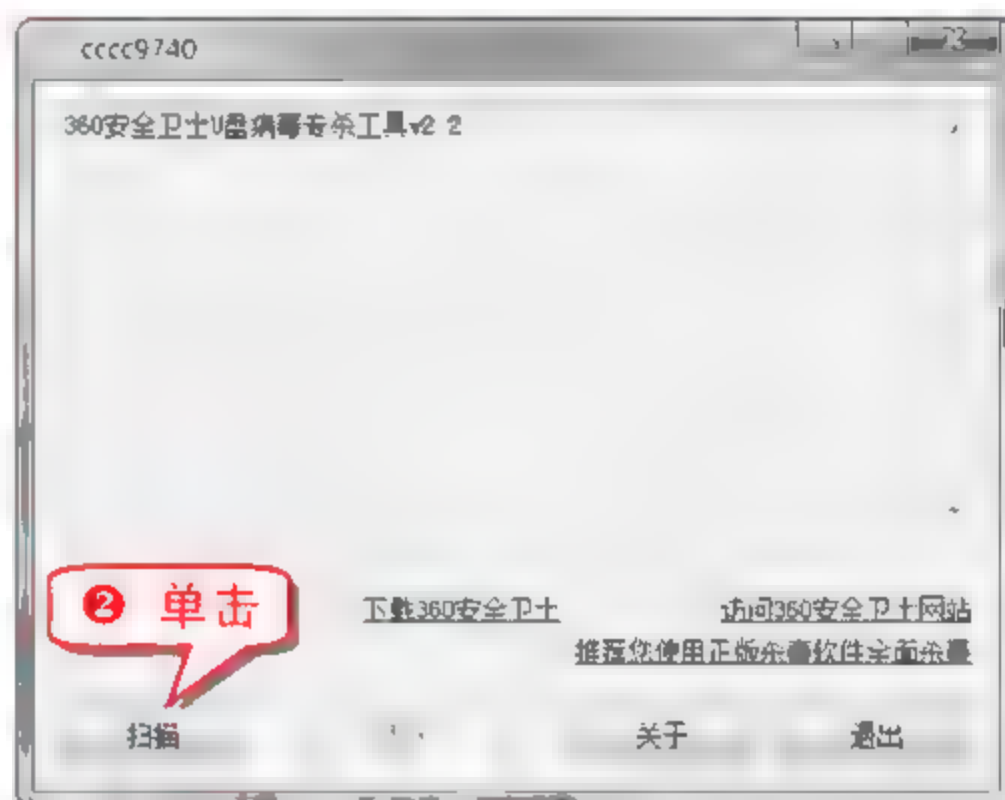 cccc9740
360安全卫士U盘病毒专杀工具v2 2
❷ 单击
下载360安全卫士
访问360安全卫士网站
推荐您使用正版杀毒软件全面杀毒
扫描
关于
退出